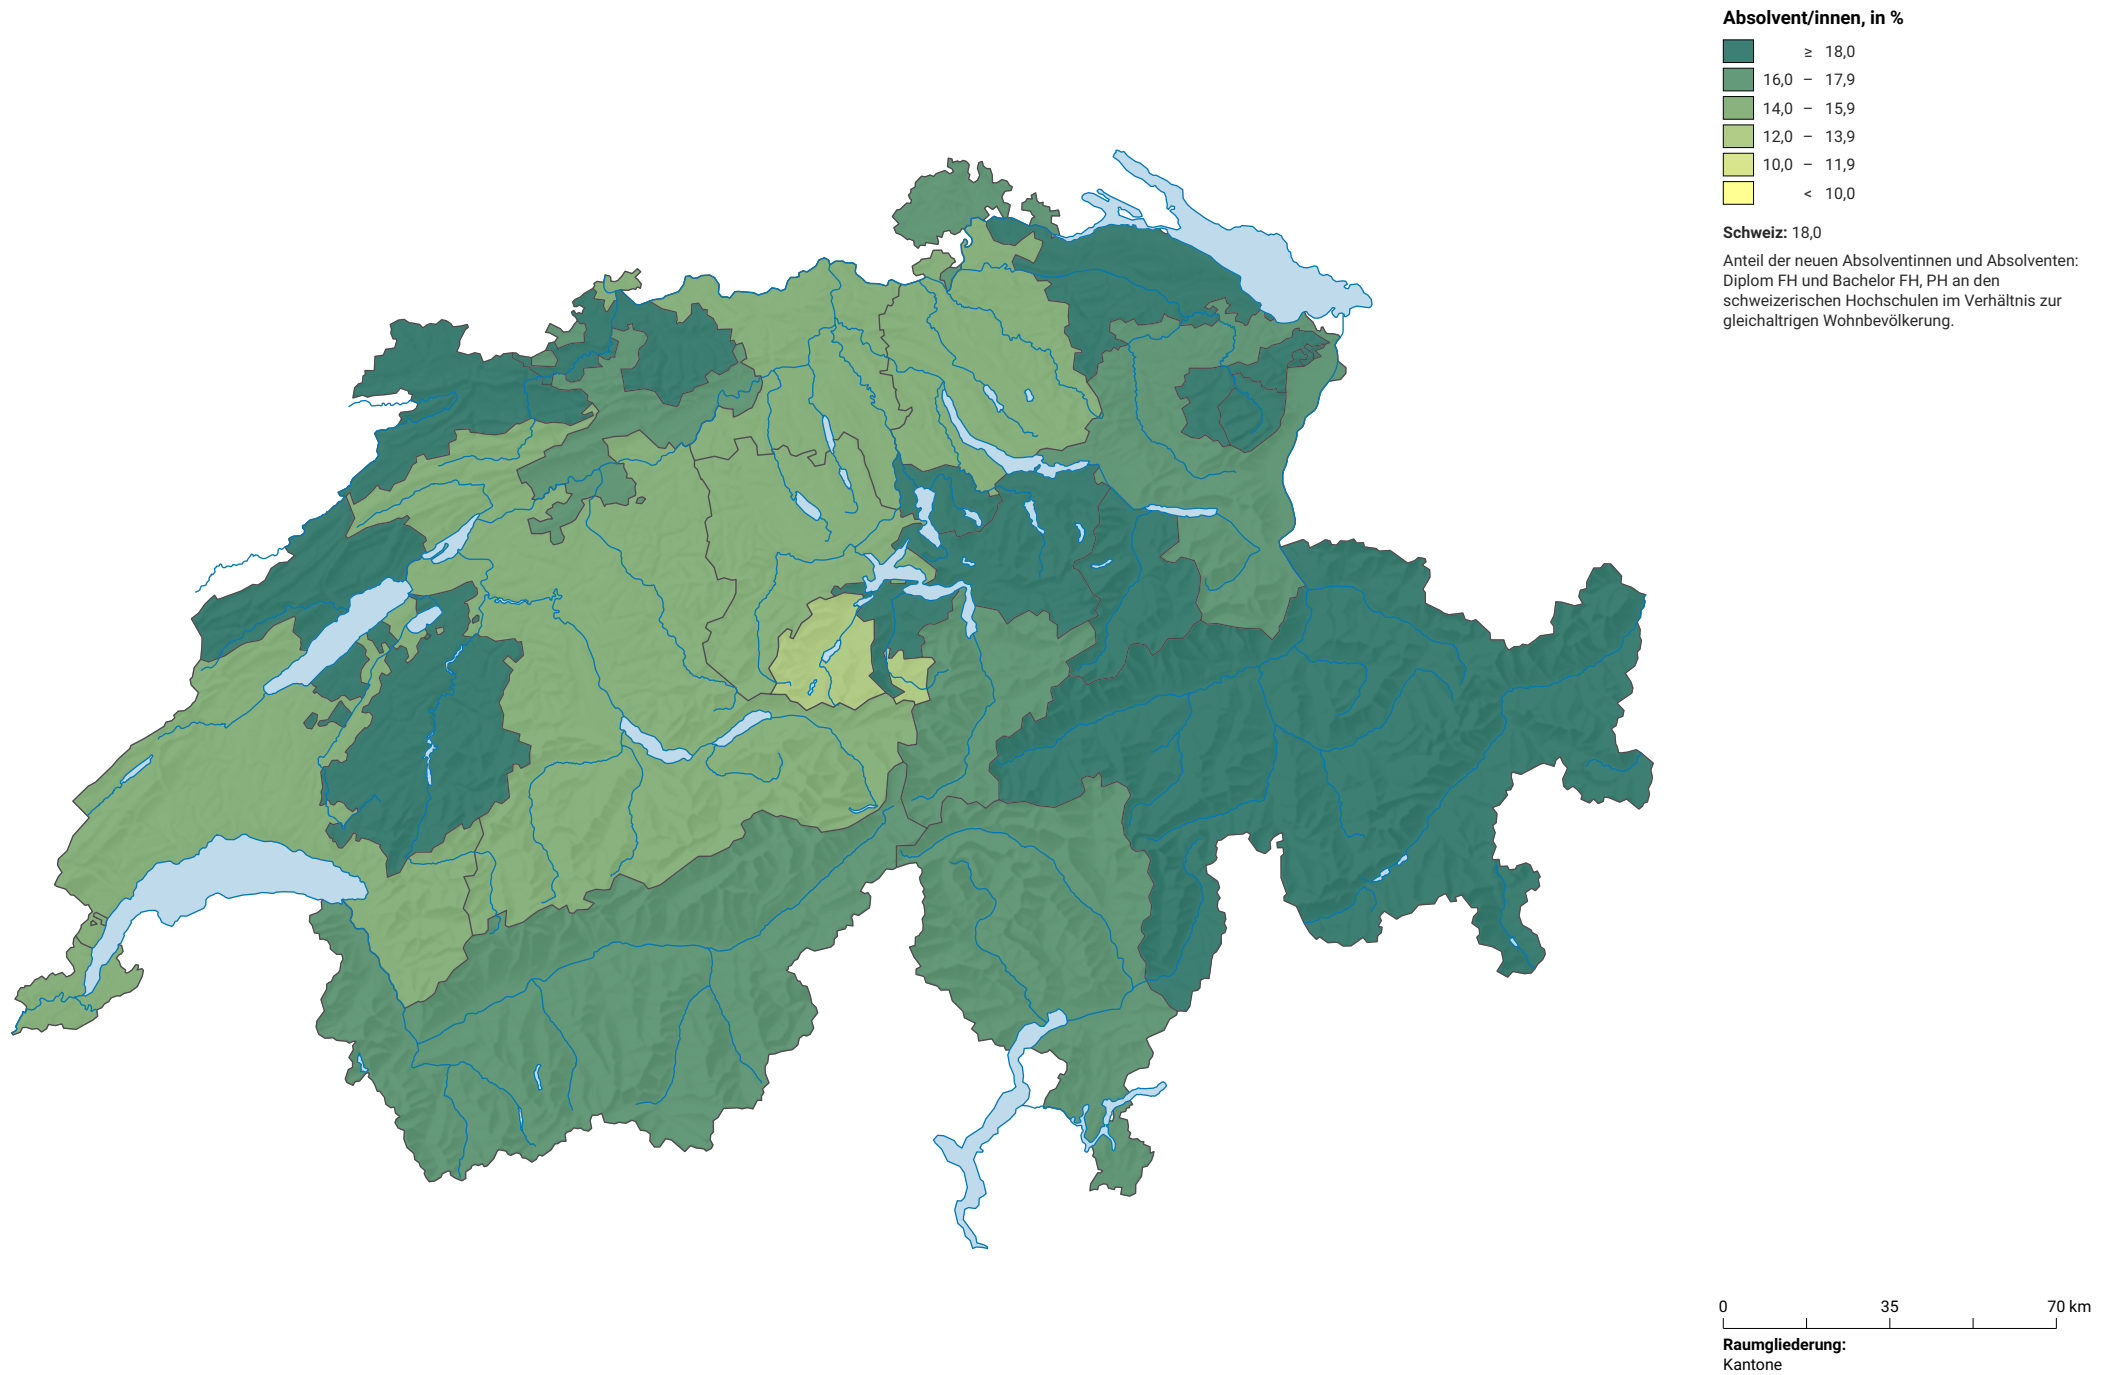 Absolvent/innen, in %
≥ 18,0
16,0 – 17,9
14,0 – 15,9
12,0 – 13,9
10,0 – 11,9
< 10,0
Schweiz: 18,0
Anteil der neuen Absolventinnen und Absolventen:
Diplom FH und Bachelor FH, PH an den
schweizerischen Hochschulen im Verhältnis zur
gleichaltrigen Wohnbevölkerung.
0 35 70 km
Raumgliederung:
Kantone